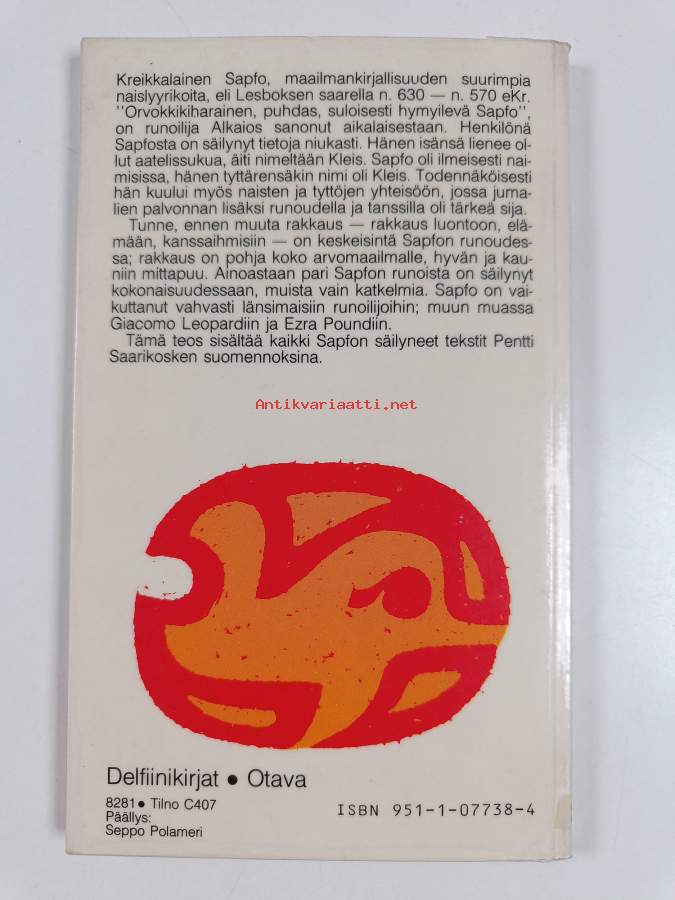 Kreikkalainen Sapfo, maailmankirjallisuuden suurimpia
naislyyrikoita, eli Lesboksen saarella n. 630 — n. 570 eKr.
"Orvokkikiharainen, puhdas, suloisesti hymyilevä Sapfo",
on runoilija Alkaios sanonut aikalaisestaan. Henkilönä
Sapfosta on säilynyt tietoja niukasti. Hänen isänsä lienee ol-
lut aatelissukua, äiti nimeltään Kleis. Sapfo oli ilmeisesti nai-
misissa, hänen tyttärensäkin nimi oli Kleis. Todennäköisesti
hän kuului myös naisten ja tyttöjen yhteisöön, jossa juma-
lien palvonnan lisäksi runoudella ja tanssilla oli tärkeä sija.
Tunne, ennen muuta rakkaus — rakkaus luontoon, elä-
mään, kanssaihmisiin — on keskeisintä Sapfon runoudes-
sa; rakkaus on pohja koko arvomaailmalle, hyvän ja kau-
niin mittapuu. Ainoastaan pari Sapfon runoista on säilynyt
kokonaisuudessaan, muista vain katkelmia. Sapfo on vai-
kuttanut vahvasti länsimaisiin runoilijoihin; muun muassa
Giacomo Leopardiin ja Ezra Poundiin.
Tämä teos sisältää kaikki Sapfon säilyneet tekstit Pentti
Saarikosken suomennoksina.
Antikvariaatti.net
Delfiinikirjat • Otava
8281 • Tilno C407
Päällys:
Seppo Polameri
ISBN 951-1-07738-4